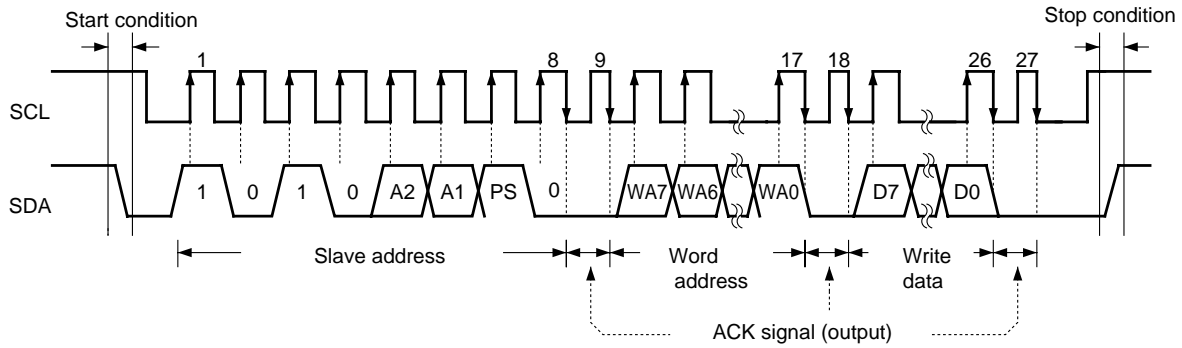 Start condition
Stop condition
1 8 9 17 18 26 27
SCL
SDA
1 0 1 0 A2 A1 PS 0 WA7 WA6 WA0 D7 D0
Slave address
Word
address
Write
data
ACK signal (output)